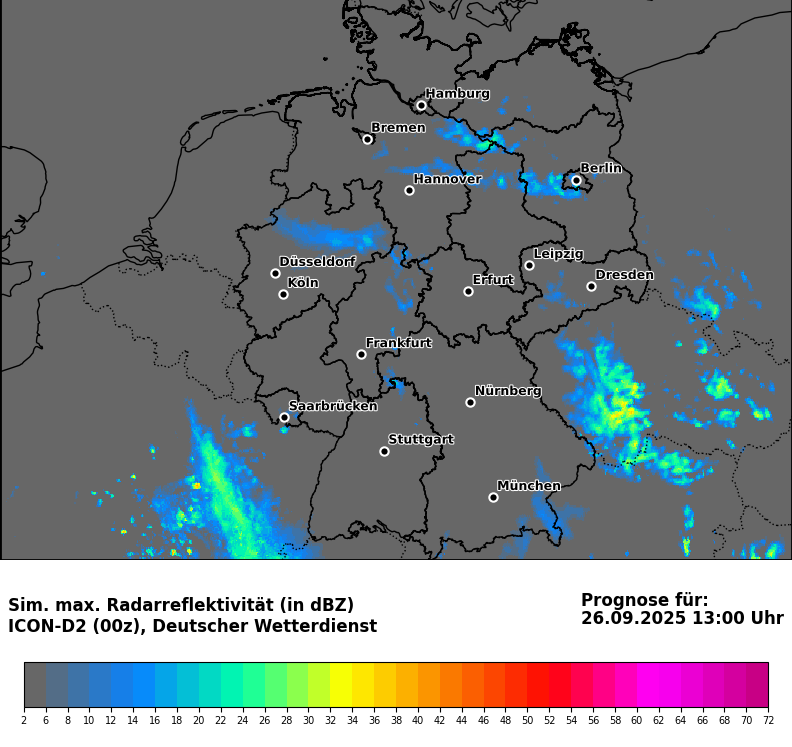 Hamburg
Bremen
Berlin
Hannover
Leipzig
Düsseldorf
Dresden
Köln
Erfurt
Frankfurt
Nürnberg
Saarbrücken
Stuttgart
München
Sim. max. Radarreflektivität (in dBZ)
ICON-D2 (00z), Deutscher Wetterdienst
Prognose für:
26.09.2025 13:00 Uhr
2 6 8 10 12 14 16 18 20 22 24 26 28 30 32 34 36 38 40 42 44 46 48 50 52 54 56 58 60 62 64 66 68 70 72